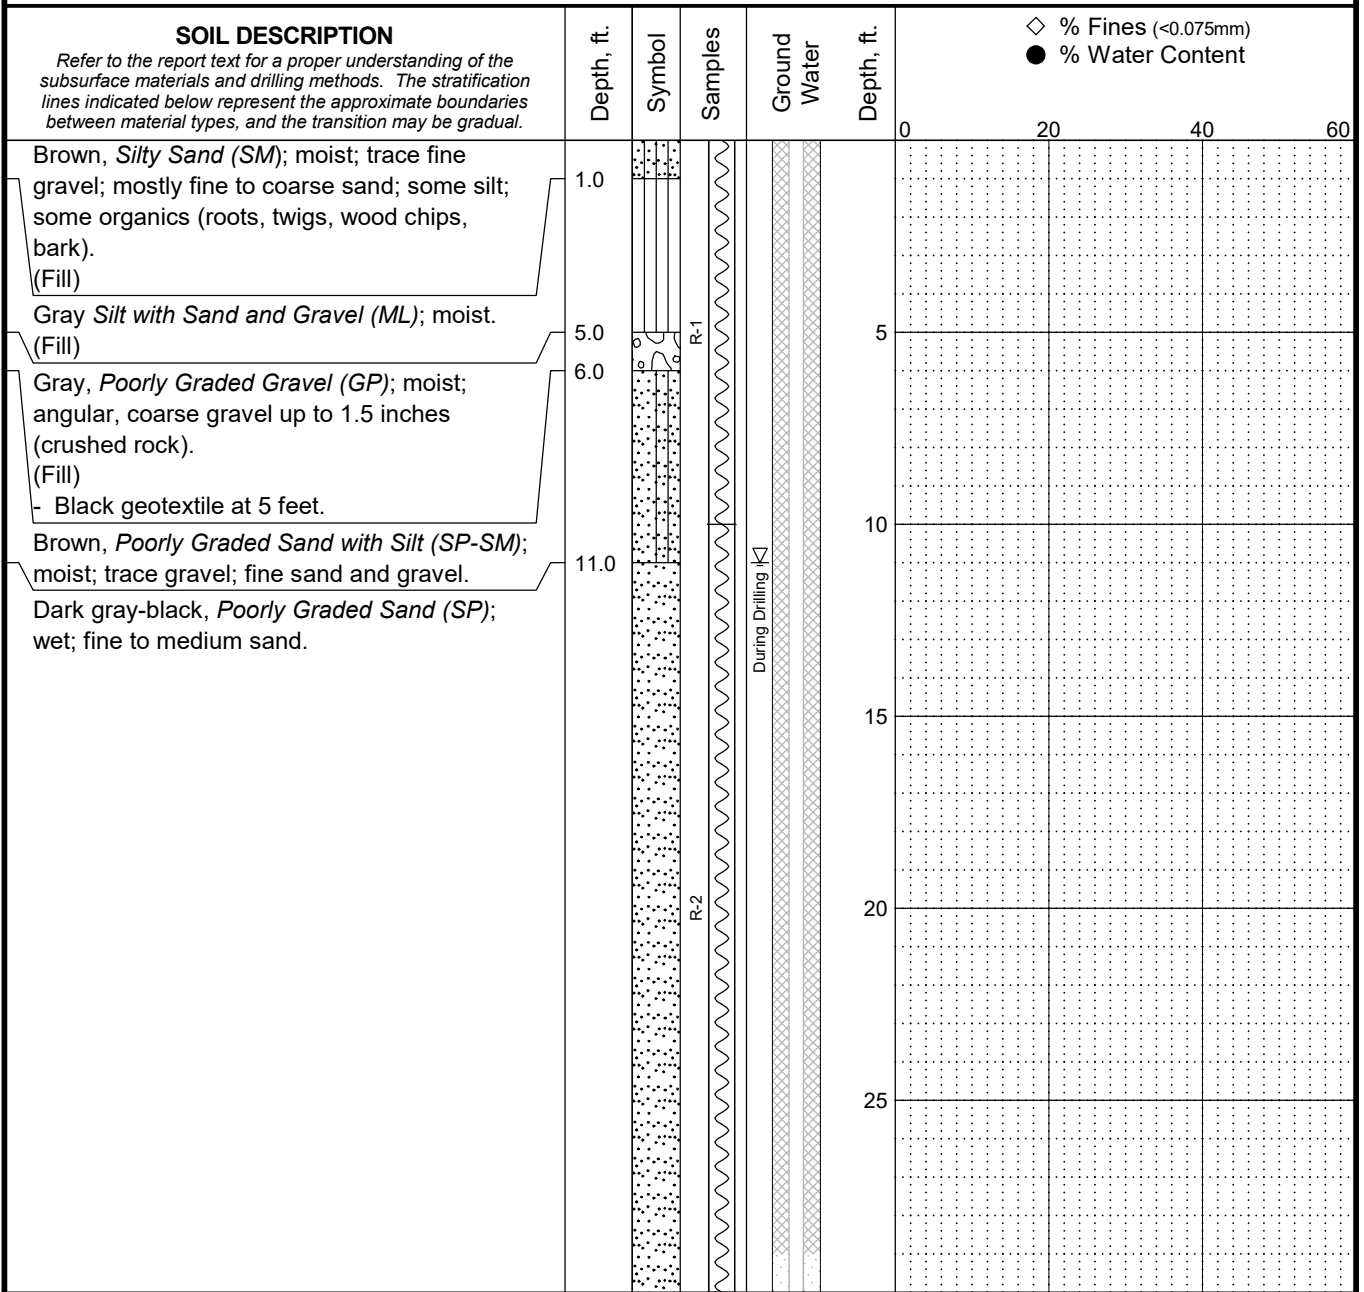 SOIL DESCRIPTION
Refer to the report text for a proper understanding of the
subsurface materials and drilling methods. The stratification
lines indicated below represent the approximate boundaries
between material types, and the transition may be gradual.
Depth, ft.
Symbol
Samples
Ground
Water
Depth, ft.
◇ % Fines (<0.075mm)
● % Water Content
0 20 40 60
Brown, Silty Sand (SM); moist; trace fine
gravel; mostly fine to coarse sand; some silt;
some organics (roots, twigs, wood chips,
bark).
(Fill)
1.0
Gray Silt with Sand and Gravel (ML); moist.
(Fill)
5.0
Gray, Poorly Graded Gravel (GP); moist;
angular, coarse gravel up to 1.5 inches
(crushed rock).
(Fill)
- Black geotextile at 5 feet.
6.0
Brown, Poorly Graded Sand with Silt (SP-SM);
moist; trace gravel; fine sand and gravel.
11.0
Dark gray-black, Poorly Graded Sand (SP);
wet; fine to medium sand.
R-1
R-2
During Drilling
5
10
15
20
25